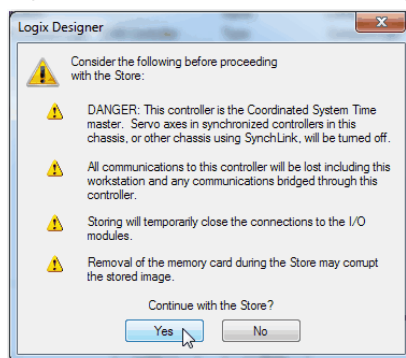 Logix Designer
Consider the following before proceeding
with the Store:
DANGER: This controller is the Coordinated System Time
master. Servo axes in synchronized controllers in this
chassis, or other chassis using SynchLink, will be turned off.
All communications to this controller will be lost including this
workstation and any communications bridged through this
controller.
Storing will temporarily close the connections to the I/O
modules.
Removal of the memory card during the Store may corrupt
the stored image.
Continue with the Store?
Yes No